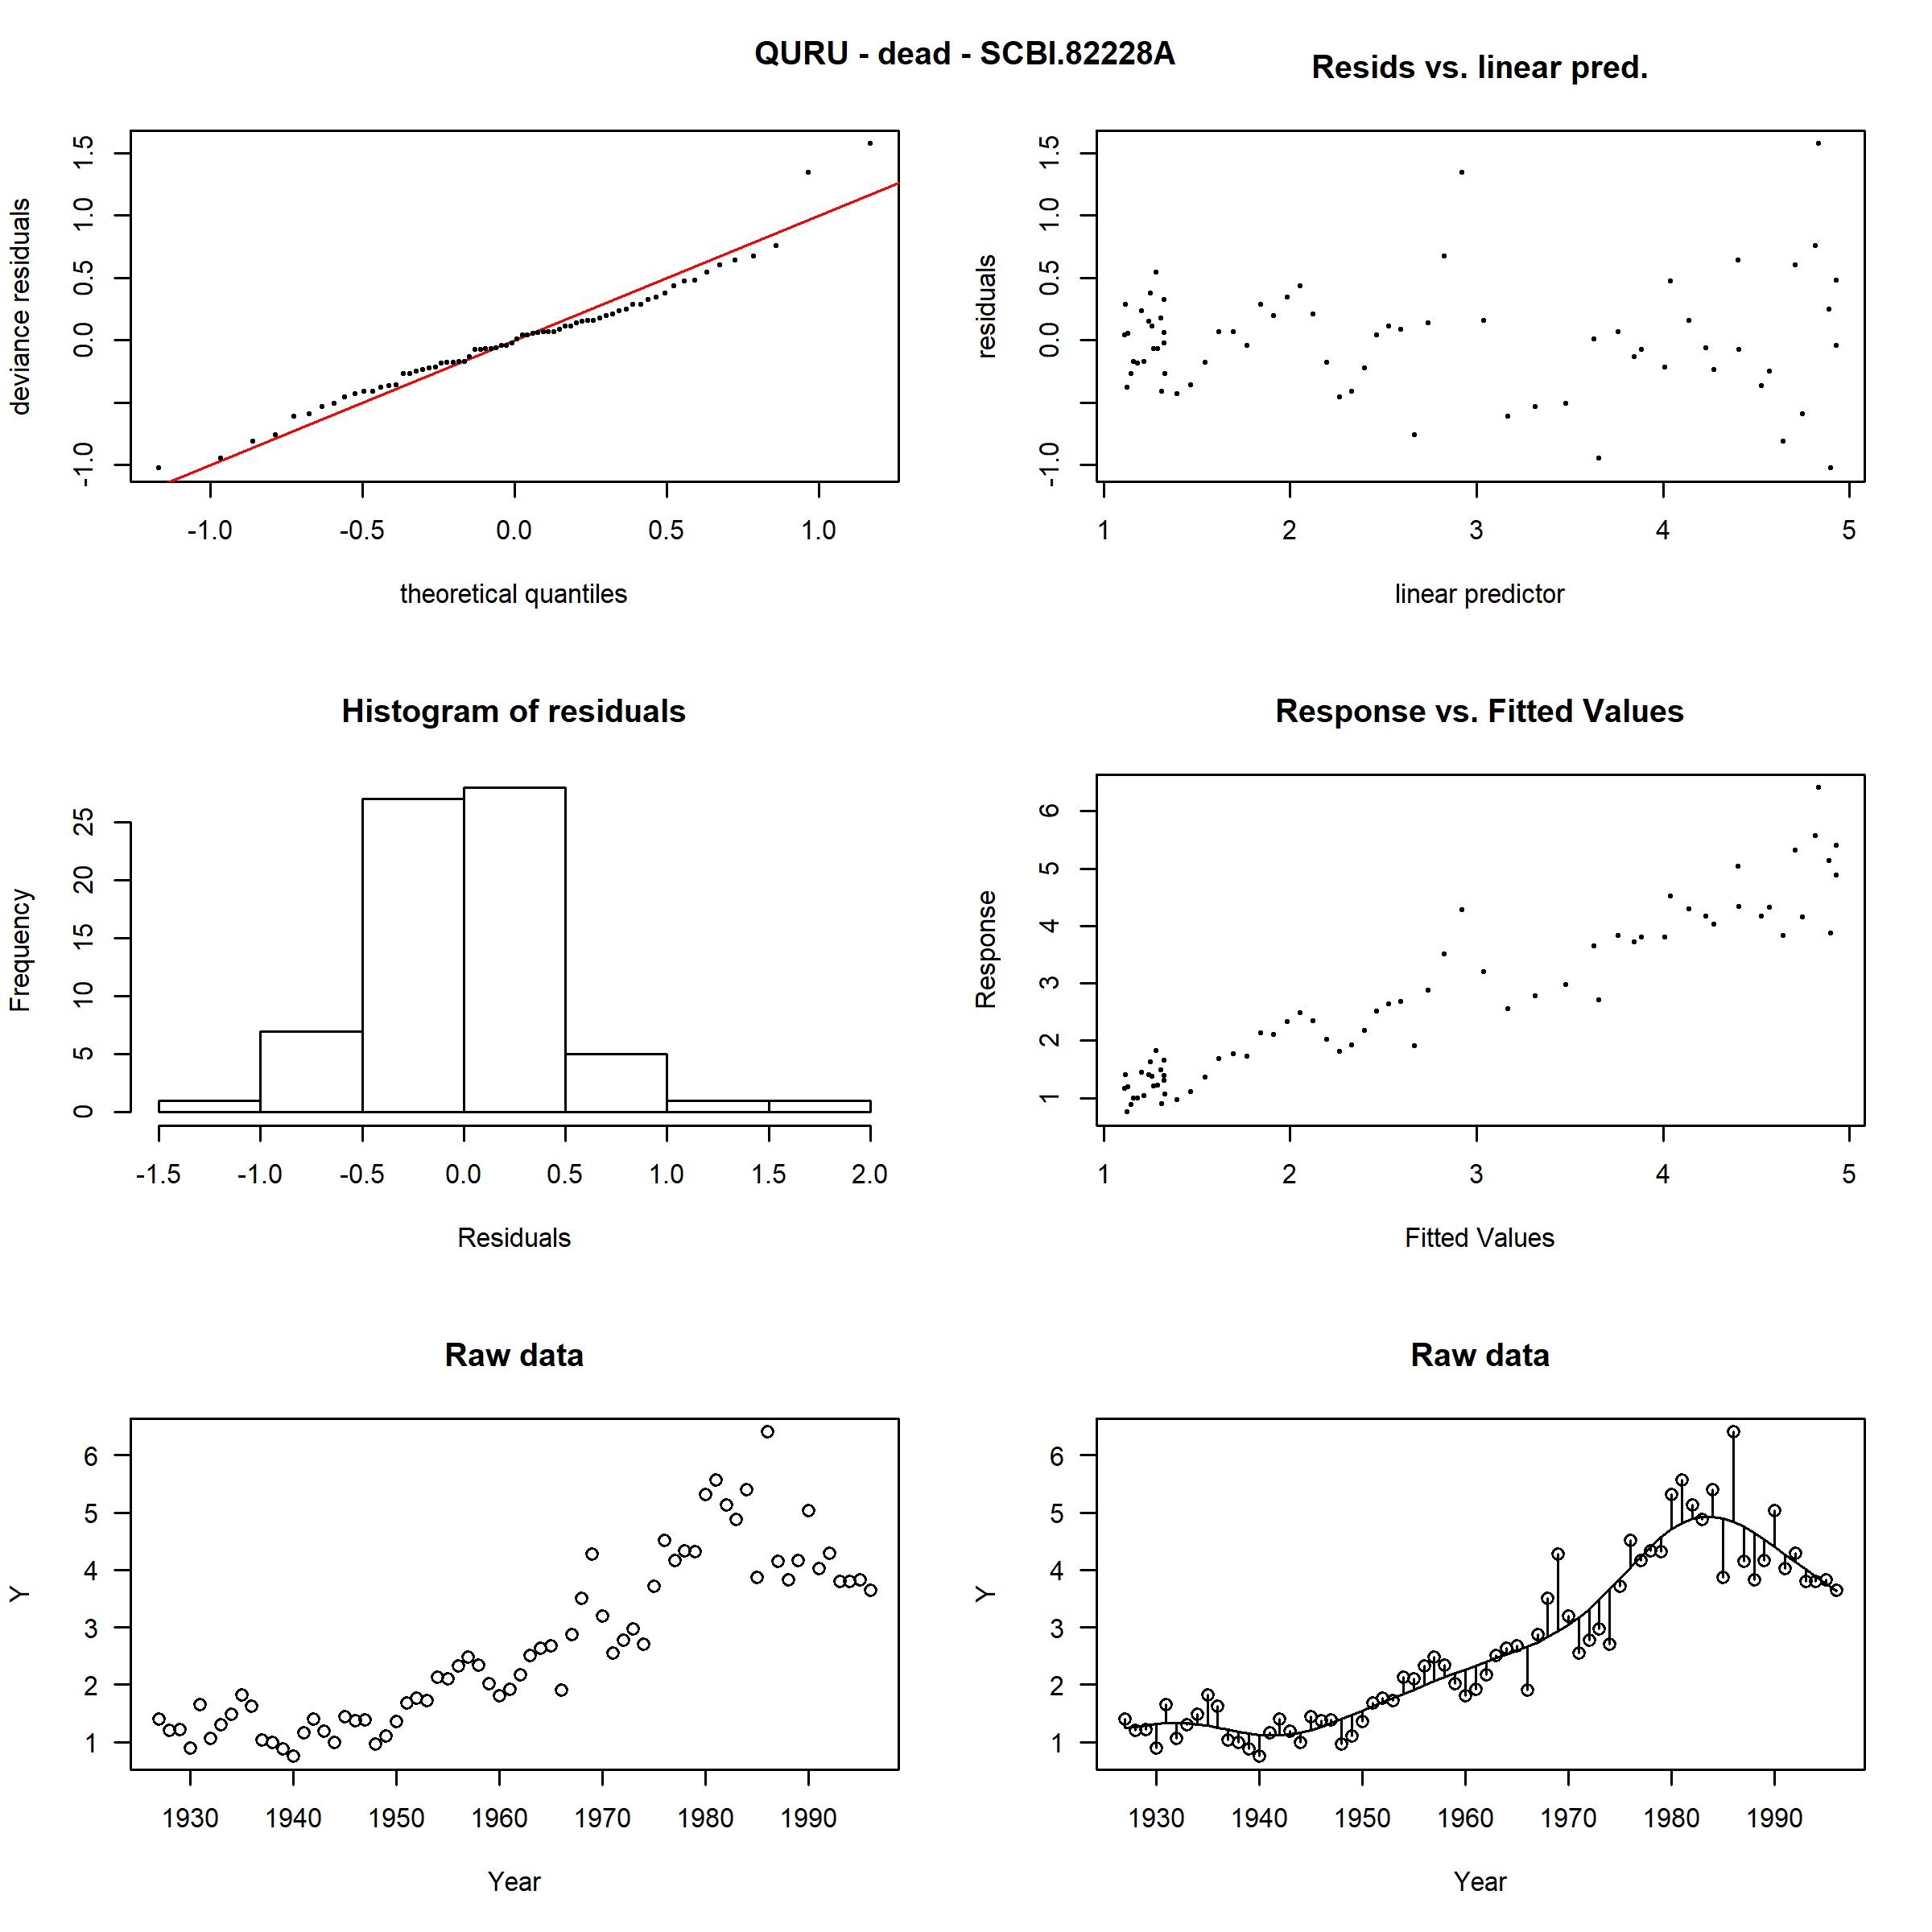 QURU - dead - SCBI.82228A
Resids vs. linear pred.
deviance residuals
-1.0 0.0 0.5 1.0 1.5
-1.0 -0.5 0.0 0.5 1.0
theoretical quantiles
residuals
-1.0 0.0 0.5 1.0 1.5
1 2 3 4 5
linear predictor
Histogram of residuals
Frequency
0 5 10 15 20 25
-1.5 -1.0 -0.5 0.0 0.5 1.0 1.5 2.0
Residuals
Response vs. Fitted Values
Response
1 2 3 4 5 6
1 2 3 4 5
Fitted Values
Raw data
Y
1 2 3 4 5 6
1930 1940 1950 1960 1970 1980 1990
Year
Raw data
Y
1 2 3 4 5 6
1930 1940 1950 1960 1970 1980 1990
Year